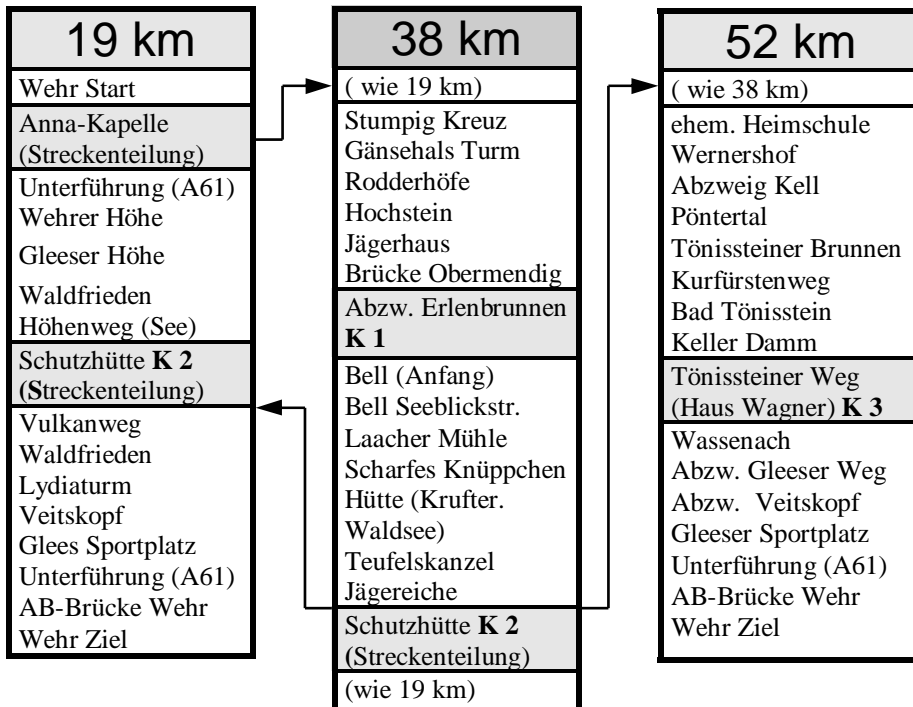 19 km
Wehr Start
Anna-Kapelle
(Streckenteilung)
Unterführung (A61)
Wehrer Höhe
Gleeser Höhe
Waldfrieden
Höhenweg (See)
Schutzhütte K 2
(Streckenteilung)
Vulkanweg
Waldfrieden
Lydiaturm
Veitskopf
Glees Sportplatz
Unterführung (A61)
AB-Brücke Wehr
Wehr Ziel
38 km
( wie 19 km)
Stumpig Kreuz
Gänsehals Turm
Rodderhöfe
Hochstein
Jägerhaus
Brücke Obermendig
Abzw. Erlenbrunnen
K 1
Bell (Anfang)
Bell Seeblickstr.
Laacher Mühle
Scharfes Knüppchen
Hütte (Krufter.
Waldsee)
Teufelskanzel
Jägereiche
Schutzhütte K 2
(Streckenteilung)
(wie 19 km)
52 km
( wie 38 km)
ehem. Heimschule
Wernershof
Abzweig Kell
Pöntertal
Tönissteiner Brunnen
Kurfürstenweg
Bad Tönisstein
Keller Damm
Tönissteiner Weg
(Haus Wagner) K 3
Wassenach
Abzw. Gleeser Weg
Abzw. Veitskopf
Gleeser Sportplatz
Unterführung (A61)
AB-Brücke Wehr
Wehr Ziel